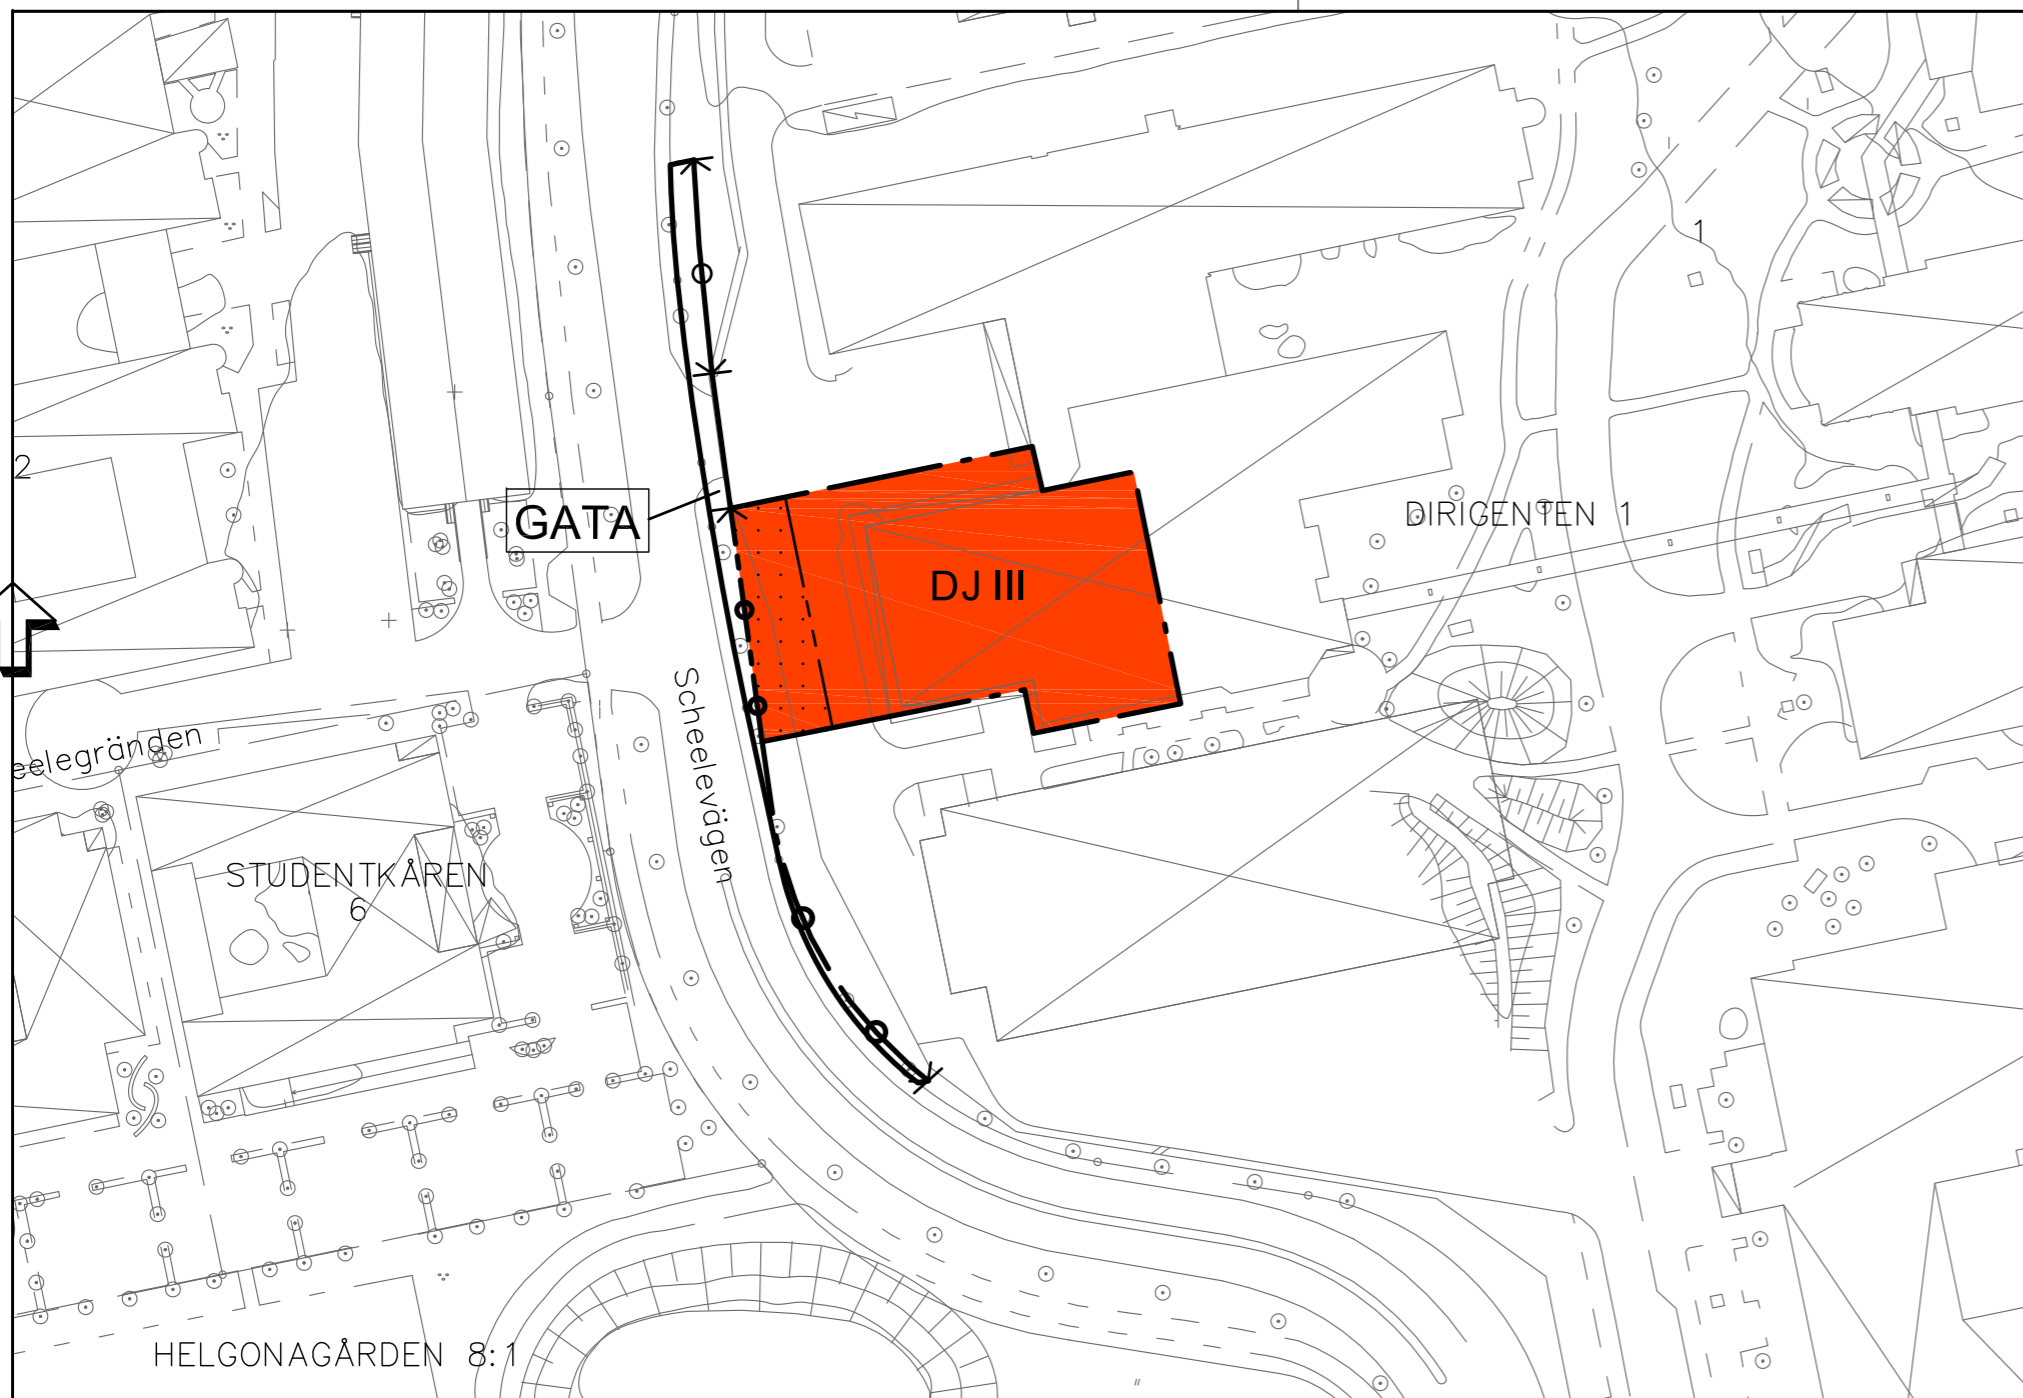 1
2
GATA
DIRIGENTEN 1
DJ III
Scheelevägen
eelegränden
STUDENTKÅREN
6
HELGONAGÅRDEN 8:1